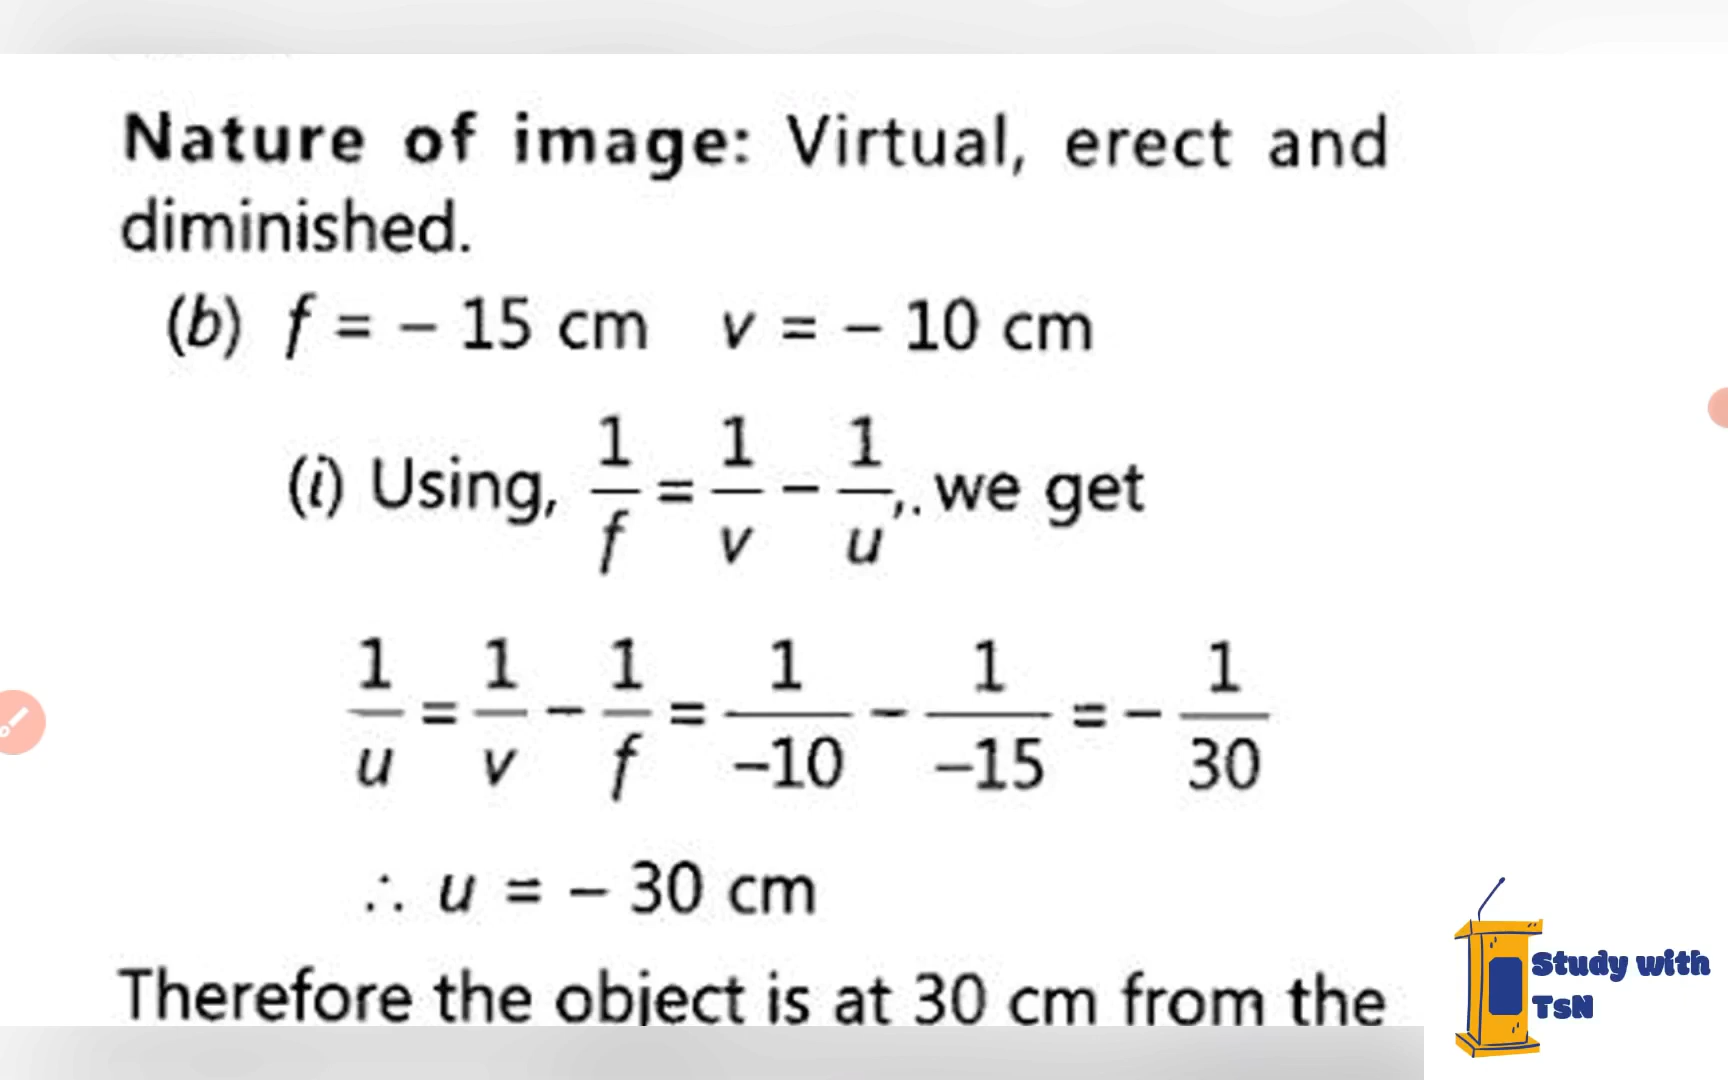 Nature of image: Virtual, erect and
diminished.
(b) f = – 15 cm v = – 10 cm
(i) Using, 1/f = 1/v – 1/u,. we get
1/u = 1/v – 1/f = 1/–10 – 1/–15 = – 1/30
∴ u = – 30 cm
Therefore the object is at 30 cm from the
Study with
TsN